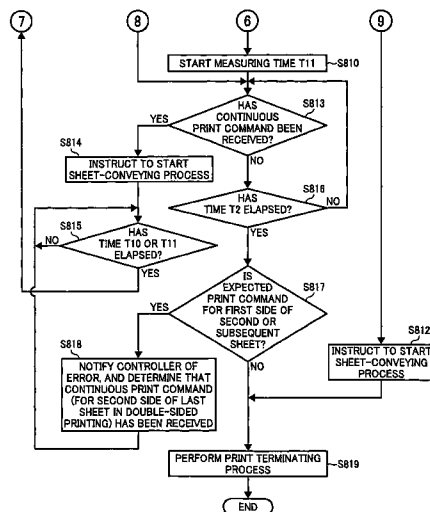 7
8
6
9
START MEASURING TIME T11
S810
HAS
CONTINUOUS
PRINT COMMAND BEEN
RECEIVED?
S813
YES
NO
S814
INSTRUCT TO START
SHEET-CONVEYING
PROCESS
HAS
TIME T2 ELAPSED?
S816
NO
YES
S815
HAS
TIME T10 OR T11
ELAPSED?
NO
YES
IS
EXPECTED
PRINT COMMAND
FOR FIRST SIDE OF
SECOND OR
SUBSEQUENT
SHEET?
S817
YES
NO
S818
NOTIFY CONTROLLER OF
ERROR, AND DETERMINE THAT
CONTINUOUS PRINT COMMAND
(FOR SECOND SIDE OF LAST
SHEET IN DOUBLE-SIDED
PRINTING) HAS BEEN RECEIVED
S812
INSTRUCT TO START
SHEET-CONVEYING
PROCESS
PERFORM PRINT TERMINATING
PROCESS
S819
END